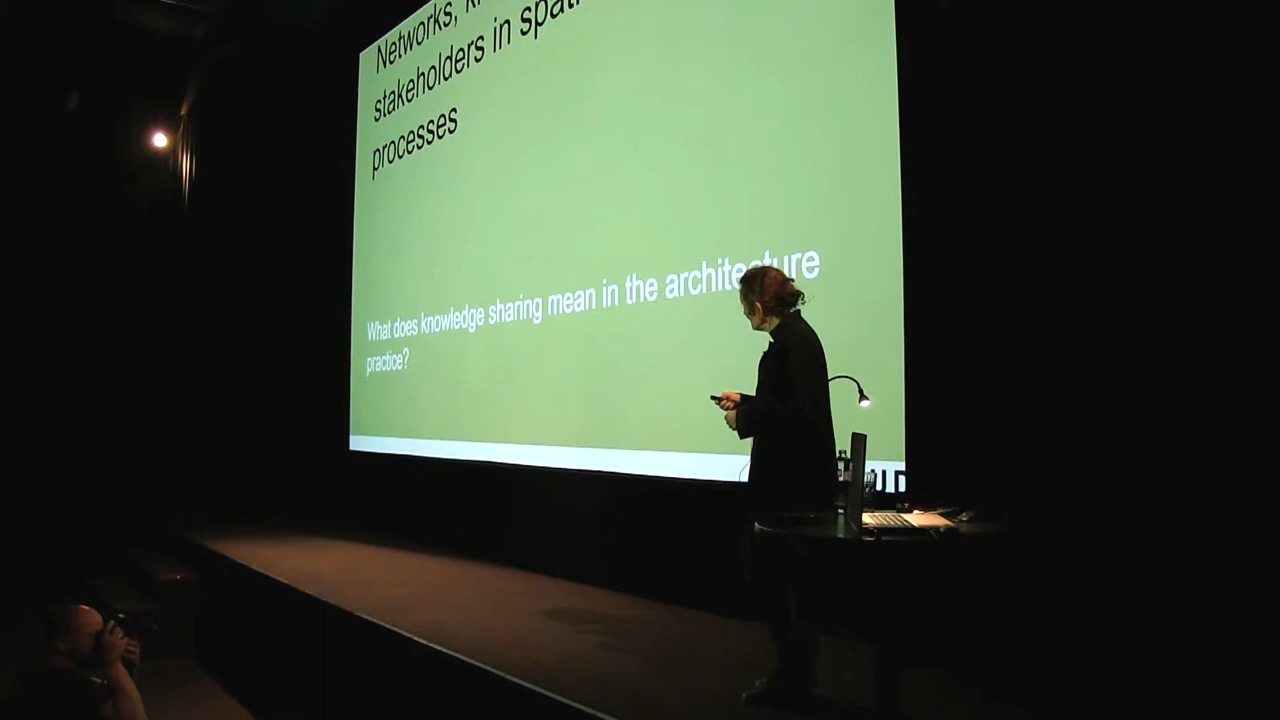 Networks,
stakeholders in
processes
What does knowledge sharing mean in the architecture
practice?